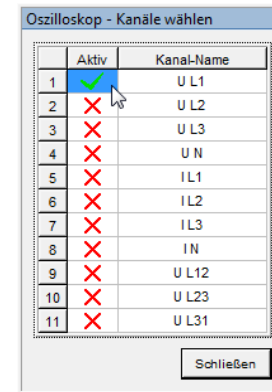 Oszilloskop - Kanäle wählen
Aktiv Kanal-Name
1 U L1
2 U L2
3 U L3
4 U N
5 I L1
6 I L2
7 I L3
8 I N
9 U L12
10 U L23
11 U L31
Schließen